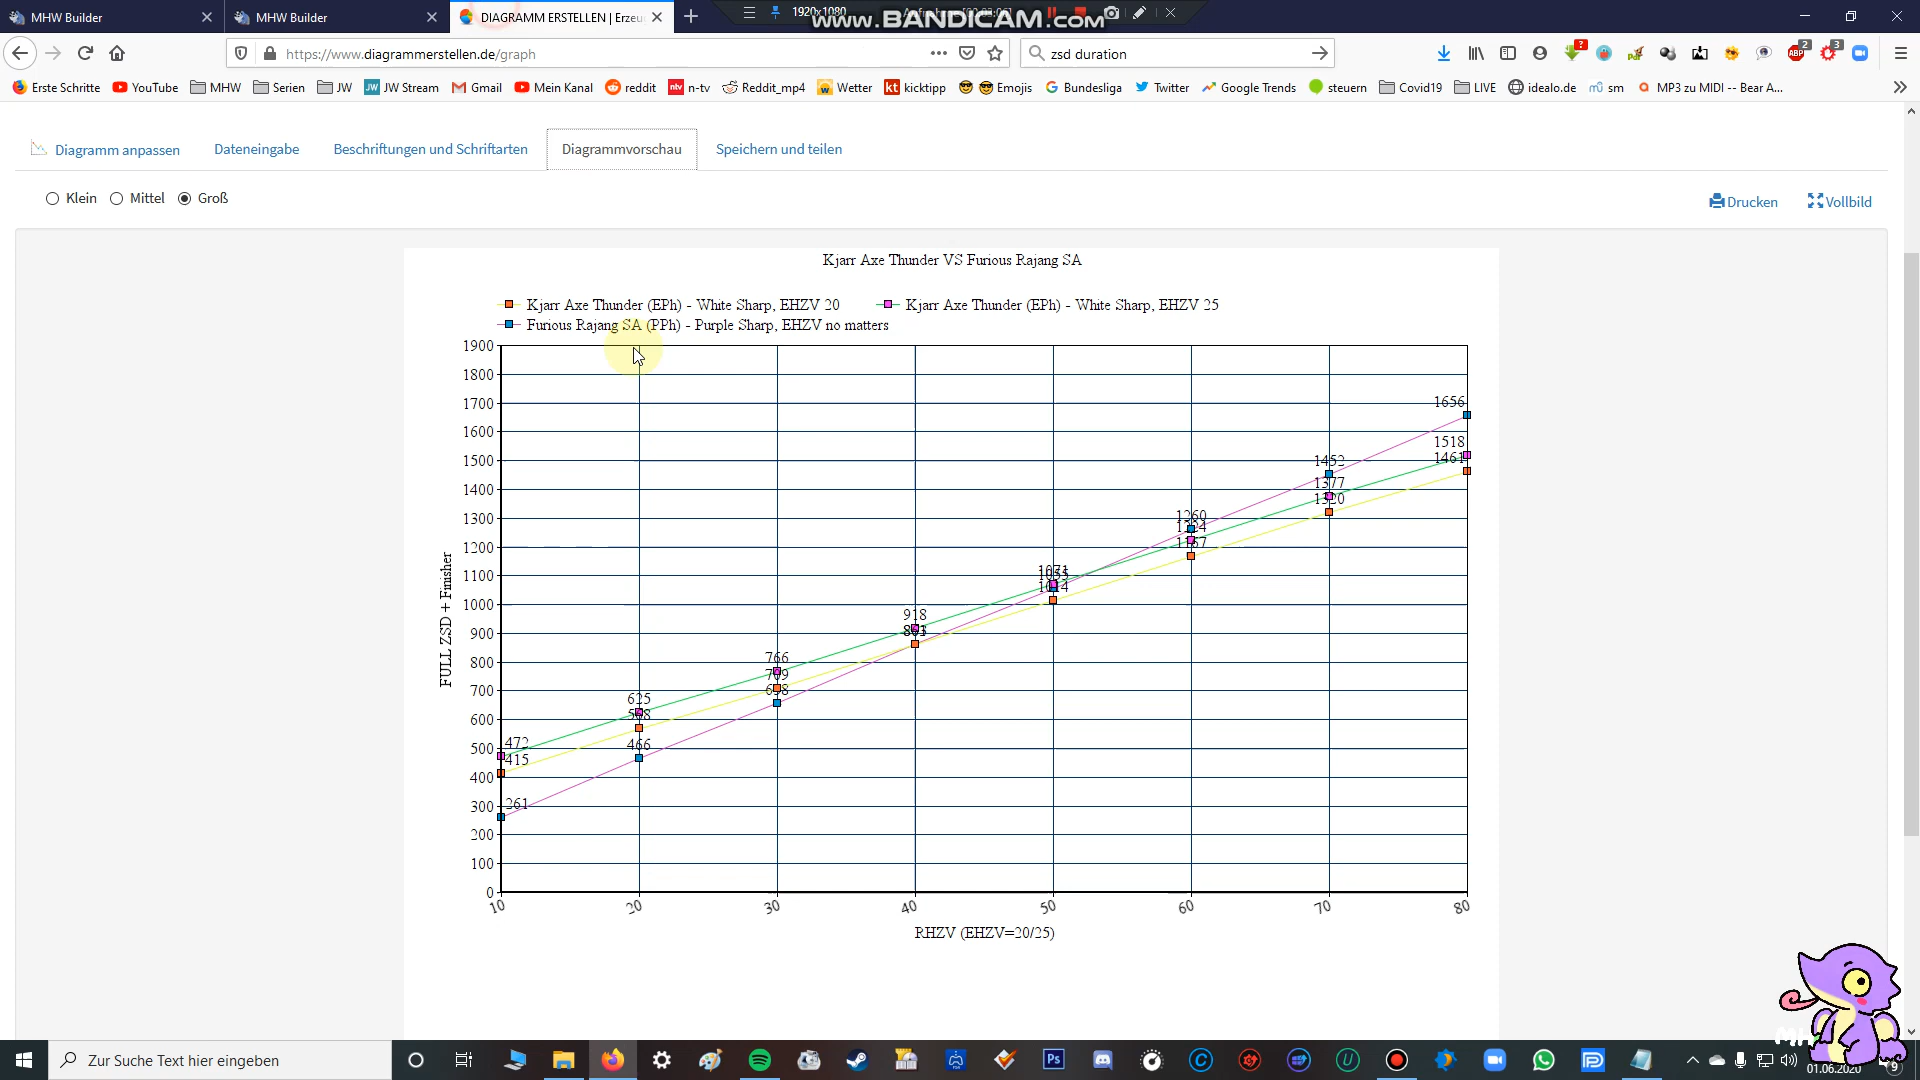 MHW Builder
MHW Builder
DIAGRAMM ERSTELLEN | Erzeu
1920x1080
www.BANDICAM.com
https://www.diagrammerstellen.de/graph
zsd duration
Erste Schritte
YouTube
MHW
Serien
JW
JW Stream
Gmail
Mein Kanal
reddit
n-tv
Reddit_mp4
Wetter
kicktipp
Emojis
Bundesliga
Twitter
Google Trends
steuern
Covid19
LIVE
idealo.de
sm
MP3 zu MIDI -- Bear A...
Diagramm anpassen
Dateneingabe
Beschriftungen und Schriftarten
Diagrammvorschau
Speichern und teilen
Klein
Mittel
Groß
Drucken
Vollbild
Kjarr Axe Thunder VS Furious Rajang SA
Kjarr Axe Thunder (EPh) - White Sharp, EHZV 20
Kjarr Axe Thunder (EPh) - White Sharp, EHZV 25
Furious Rajang SA (PPh) - Purple Sharp, EHZV no matters
1900
1800
1700
1600
1500
1400
1300
1200
1100
1000
900
800
700
600
500
400
300
200
100
0
FULL ZSD + Finisher
472
415
261
625
568
466
766
709
658
918
1071
1014
1260
1167
1452
1377
1320
1656
1518
1461
10
20
30
40
50
60
70
80
RHZV (EHZV=20/25)
Zur Suche Text hier eingeben
01.06.2020